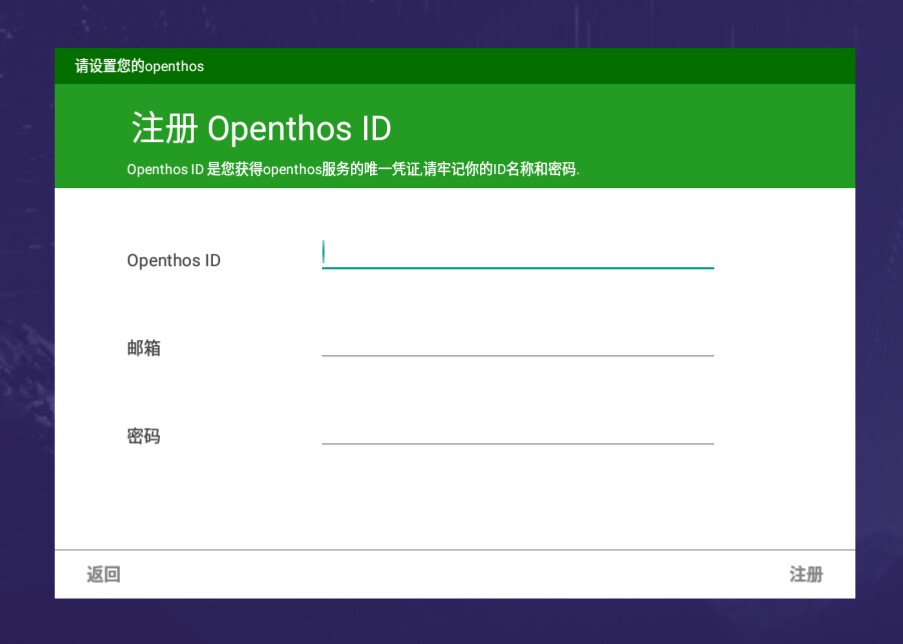 请设置您的openthos
注册 Openthos ID
Openthos ID 是您获得openthos服务的唯一凭证,请牢记你的ID名称和密码.
Openthos ID
邮箱
密码
返回
注册